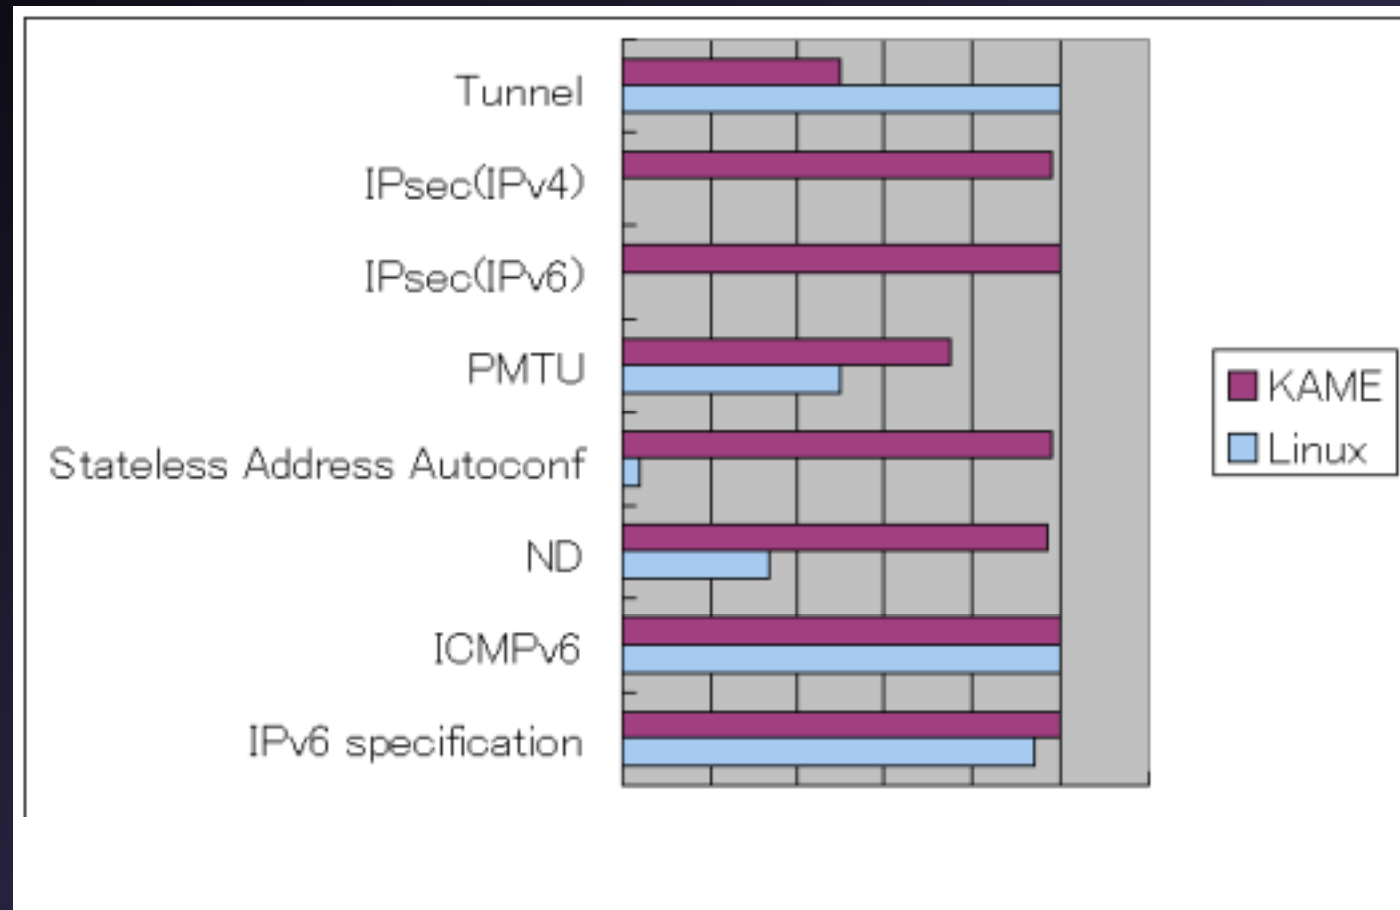 Tunnel
IPsec(IPv4)
IPsec(IPv6)
PMTU
Stateless Address Autoconf
ND
ICMPv6
IPv6 specification
KAME
Linux